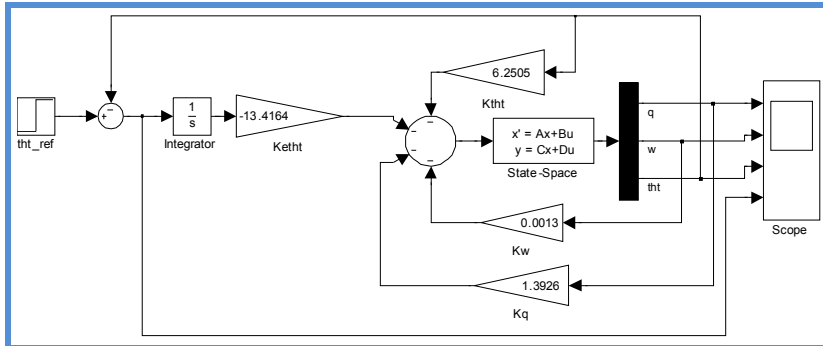 6.2505
Ktht
+
−
tht_ref
1
s
Integrator
-13.4164
Ketht
−
−
−
−
x' = Ax+Bu
y = Cx+Du
State-Space
q
w
tht
Scope
0.0013
Kw
1.3926
Kq